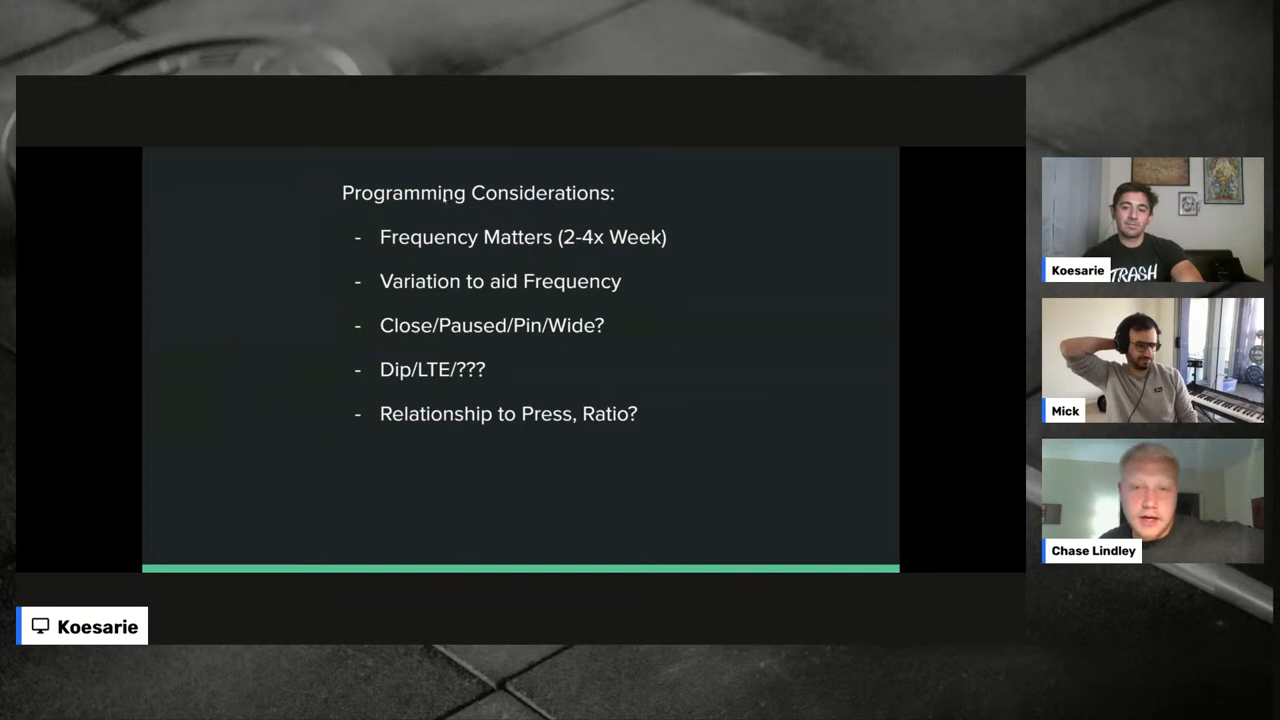 Programming Considerations:
- Frequency Matters (2-4x Week)
- Variation to aid Frequency
- Close/Paused/Pin/Wide?
- Dip/LTE/???
- Relationship to Press, Ratio?
Koesarie
TRASH
Koesarie
Mick
Chase Lindley